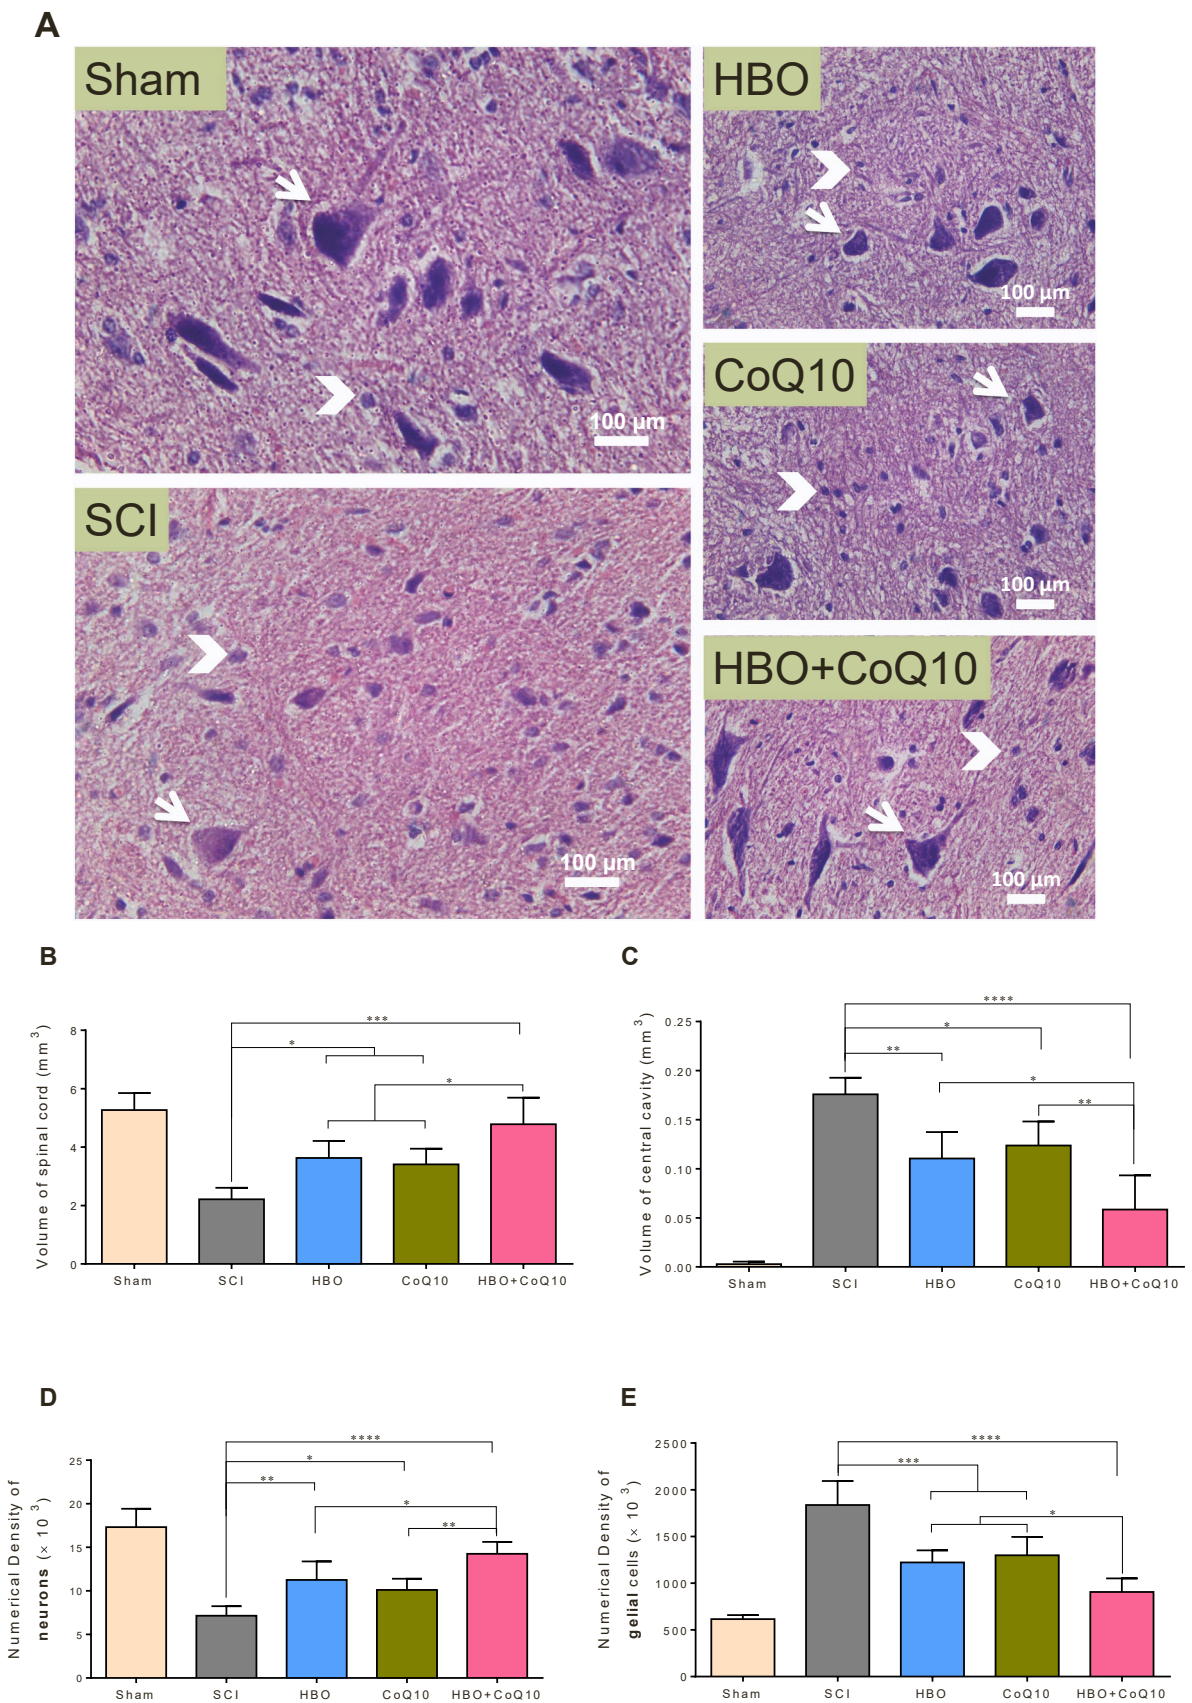 A
Sham
HBO
100 µm
CoQ10
100 µm
100 µm
SCI
HBO+CoQ10
100 µm
100 µm
B
C
Volume of spinal cord (mm3)
8
6
4
2
0
***
*
*
Sham SCI HBO CoQ10 HBO+CoQ10
Volume of central cavity (mm3)
0.25
0.20
0.15
0.10
0.05
0.00
****
*
**
*
**
Sham SCI HBO CoQ10 HBO+CoQ10
D
E
Numerical Density of
neurons (× 10 3)
25
20
15
10
5
0
****
*
**
*
**
Sham SCI HBO CoQ10 HBO+CoQ10
Numerical Density of
gelial cells (× 10 3)
2500
2000
1500
1000
500
0
****
***
*
Sham SCI HBO CoQ10 HBO+CoQ10